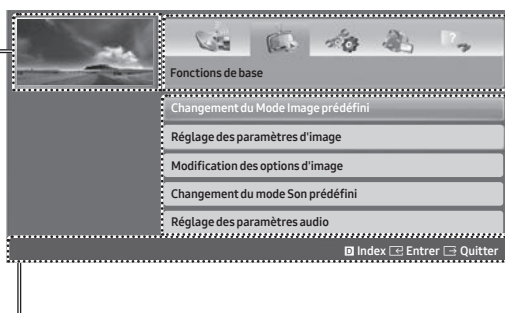 Fonctions de base
Changement du Mode Image prédéfini
Réglage des paramètres d'image
Modification des options d'image
Changement du mode Son prédéfini
Réglage des paramètres audio
D Index Entrer Quitter